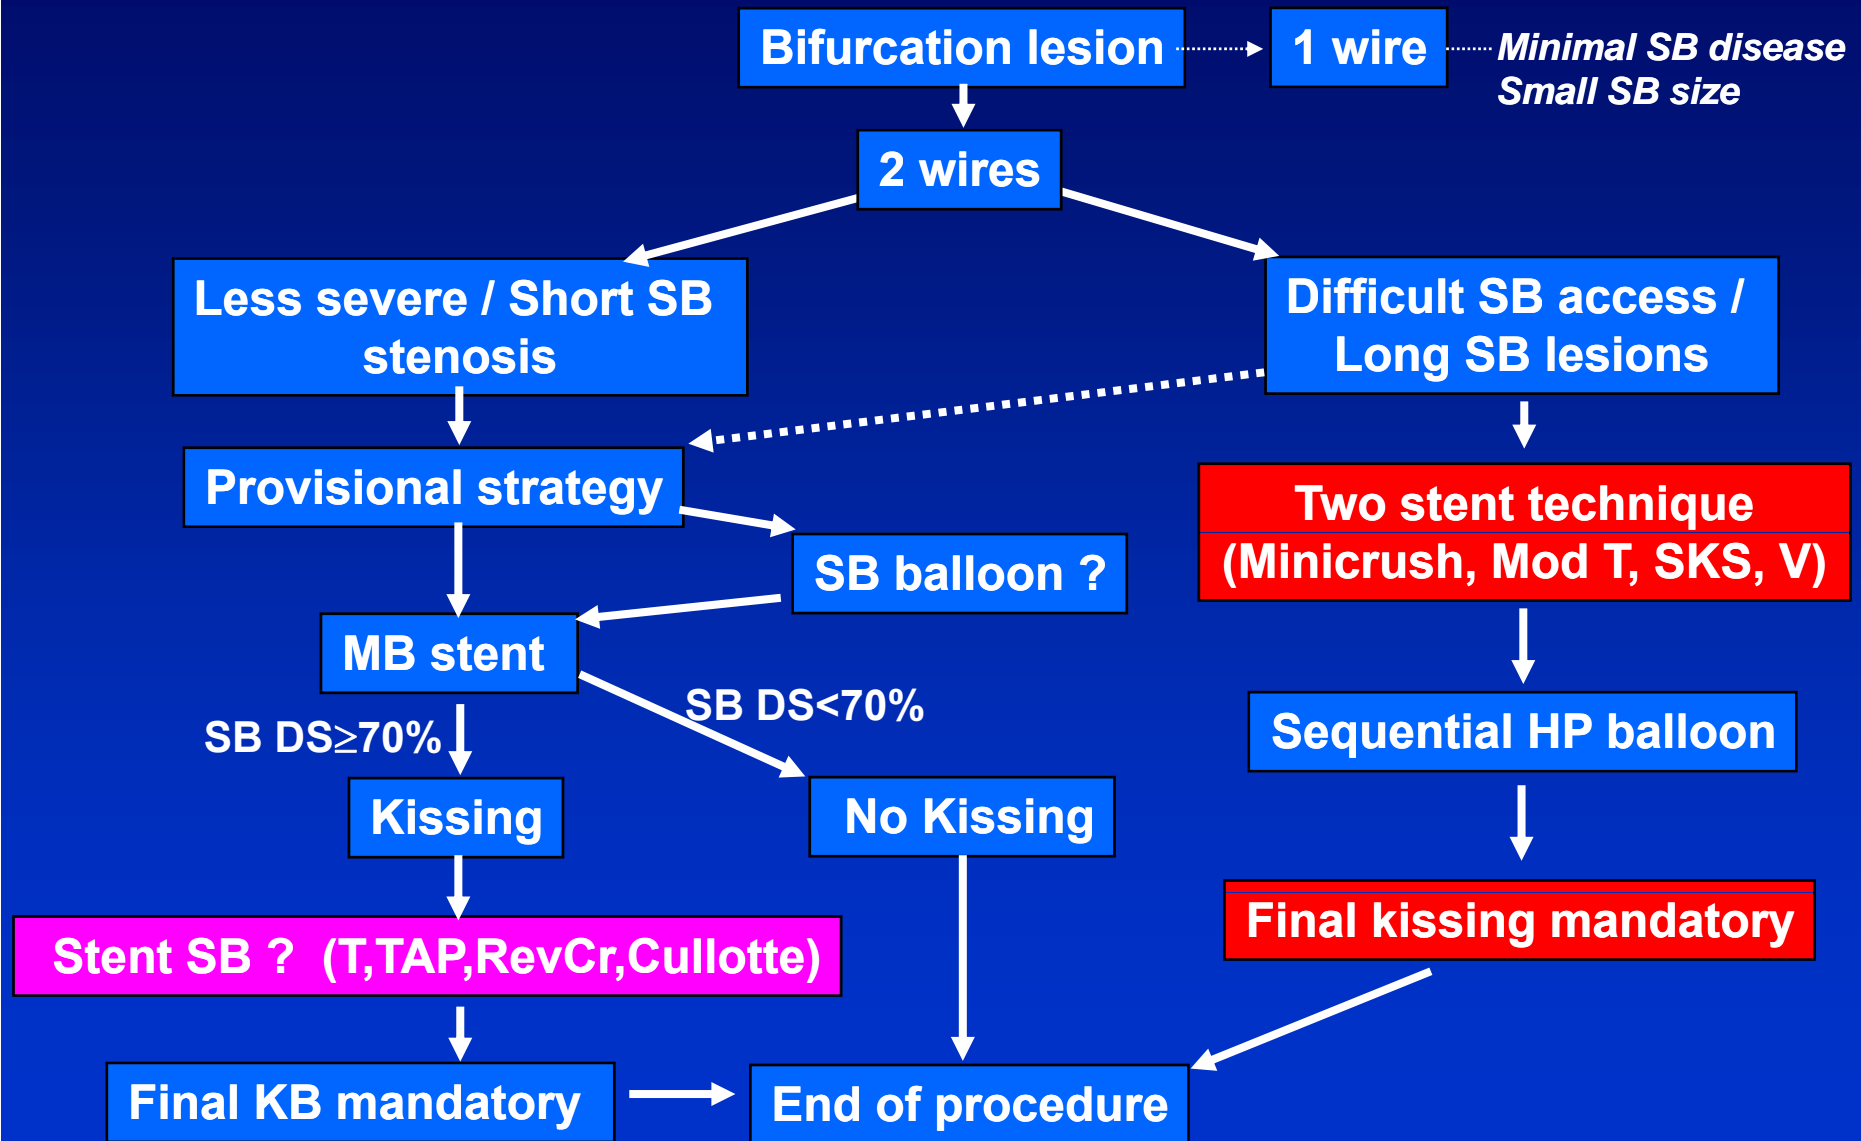 Bifurcation lesion
1 wire
Minimal SB disease
Small SB size
2 wires
Less severe / Short SB
stenosis
Difficult SB access /
Long SB lesions
Provisional strategy
Two stent technique
(Minicrush, Mod T, SKS, V)
SB balloon ?
MB stent
SB DS≥70%
SB DS<70%
Sequential HP balloon
Kissing
No Kissing
Final kissing mandatory
Stent SB ? (T,TAP,RevCr,Cullotte)
Final KB mandatory
End of procedure